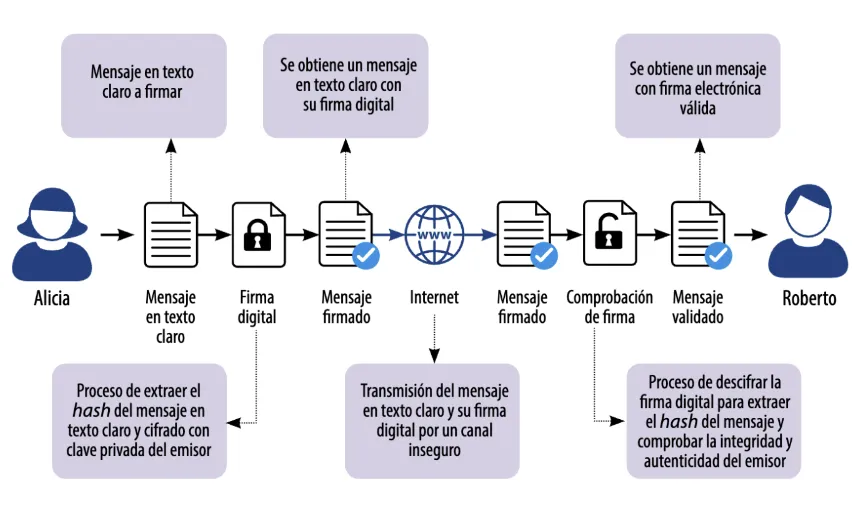 Mensaje en texto
claro a firmar
Se obtiene un mensaje
en texto claro con
su firma digital
Se obtiene un mensaje
con firma electrónica
válida
www
Alicia
Mensaje
en texto
claro
Firma
digital
Mensaje
firmado
Internet
Mensaje
firmado
Comprobación
de firma
Mensaje
validado
Roberto
Proceso de extraer el
hash del mensaje en
texto claro y cifrado con
clave privada del emisor
Transmisión del mensaje
en texto claro y su firma
digital por un canal
inseguro
Proceso de descifrar la
firma digital para extraer
el hash del mensaje y
comprobar la integridad y
autenticidad del emisor